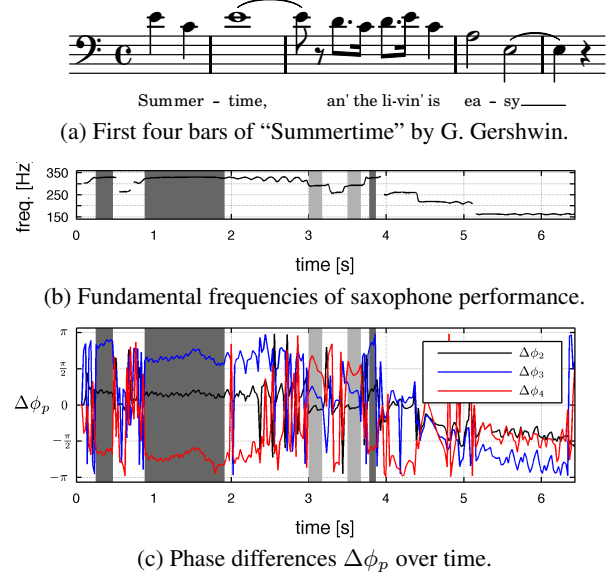 Summer - time, an' the li-vin' is ea - sy
(a) First four bars of “Summertime” by G. Gershwin.
freq. [Hz]
350
250
150
0 1 2 3 4 5 6
time [s]
(b) Fundamental frequencies of saxophone performance.
Δϕp
π
π/2
0
−π/2
−π
Δϕ2
Δϕ3
Δϕ4
0 1 2 3 4 5 6
time [s]
(c) Phase differences Δϕp over time.